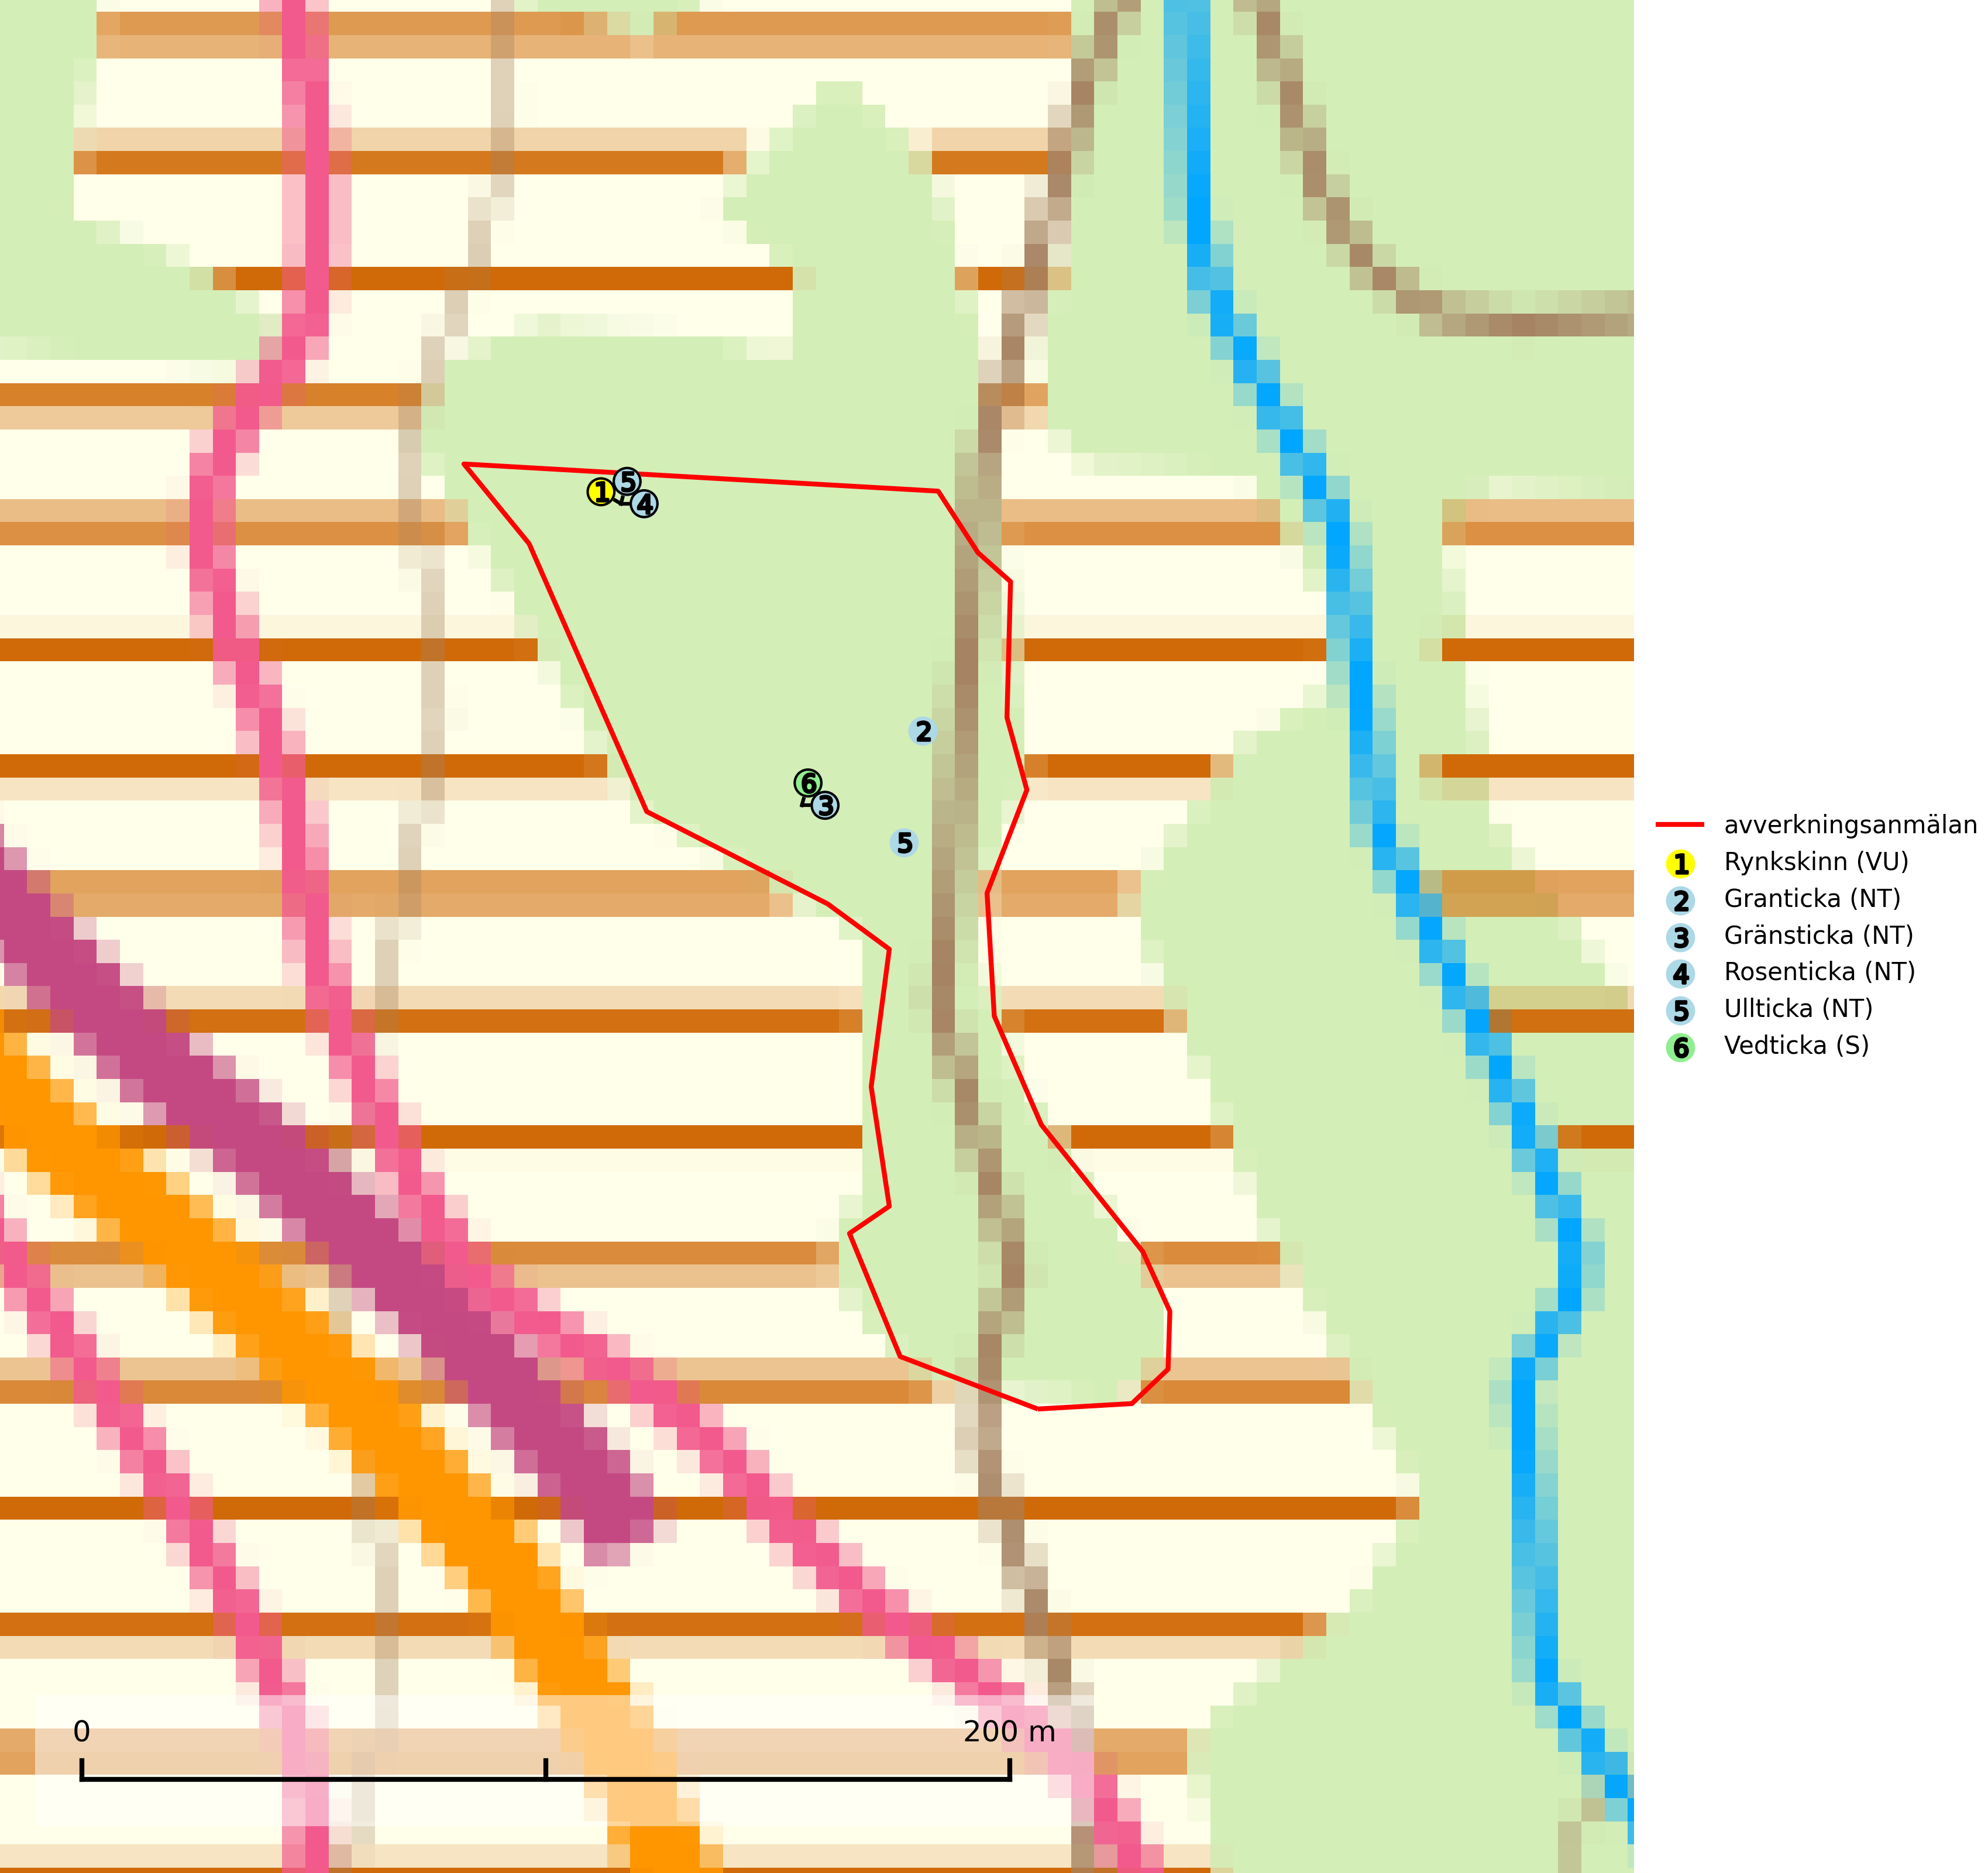 5
1
4
2
6
3
5
avverkningsanmälan
1 Rynkskinn (VU)
2 Granticka (NT)
3 Gränsticka (NT)
4 Rosenticka (NT)
5 Ullticka (NT)
6 Vedticka (S)
0 200 m